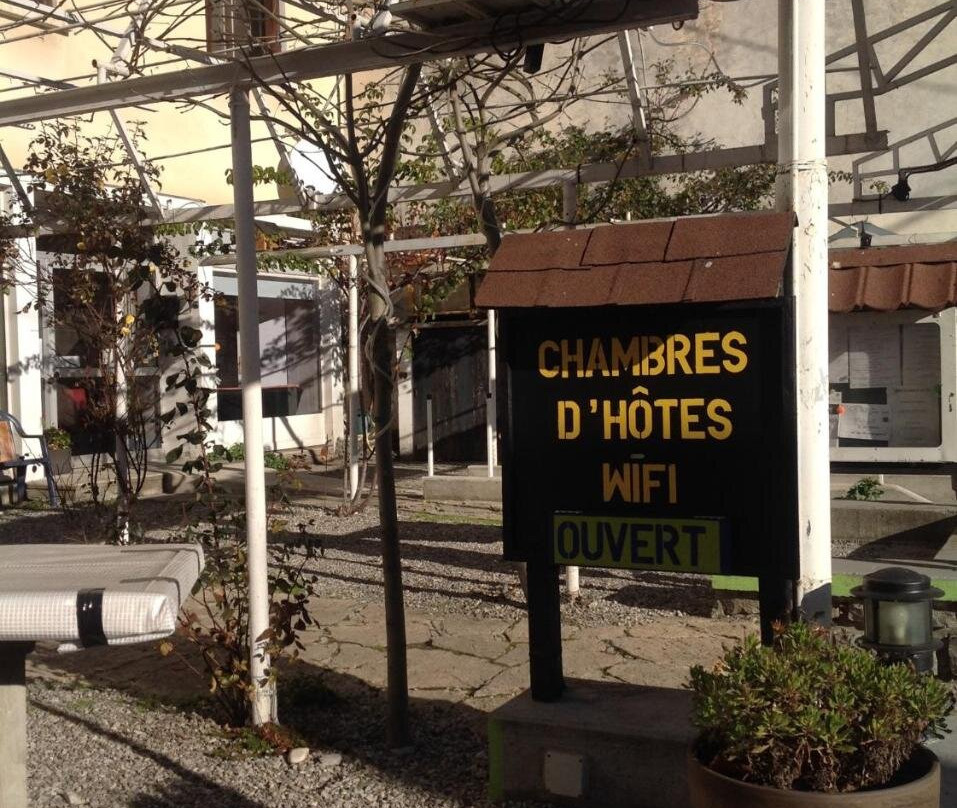 CHAMBRES
D'HÔTES
WIFI
OUVERT